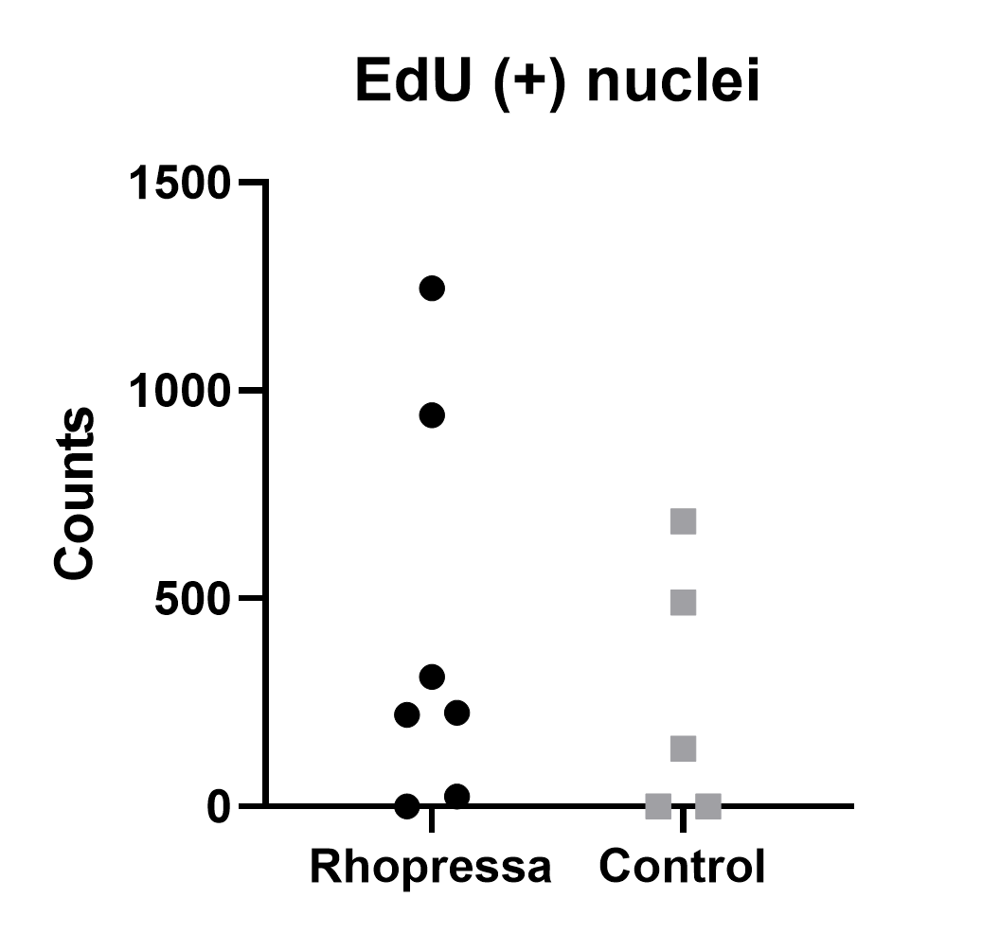 EdU (+) nuclei
1500
1000
500
0
Counts
Rhopressa
Control